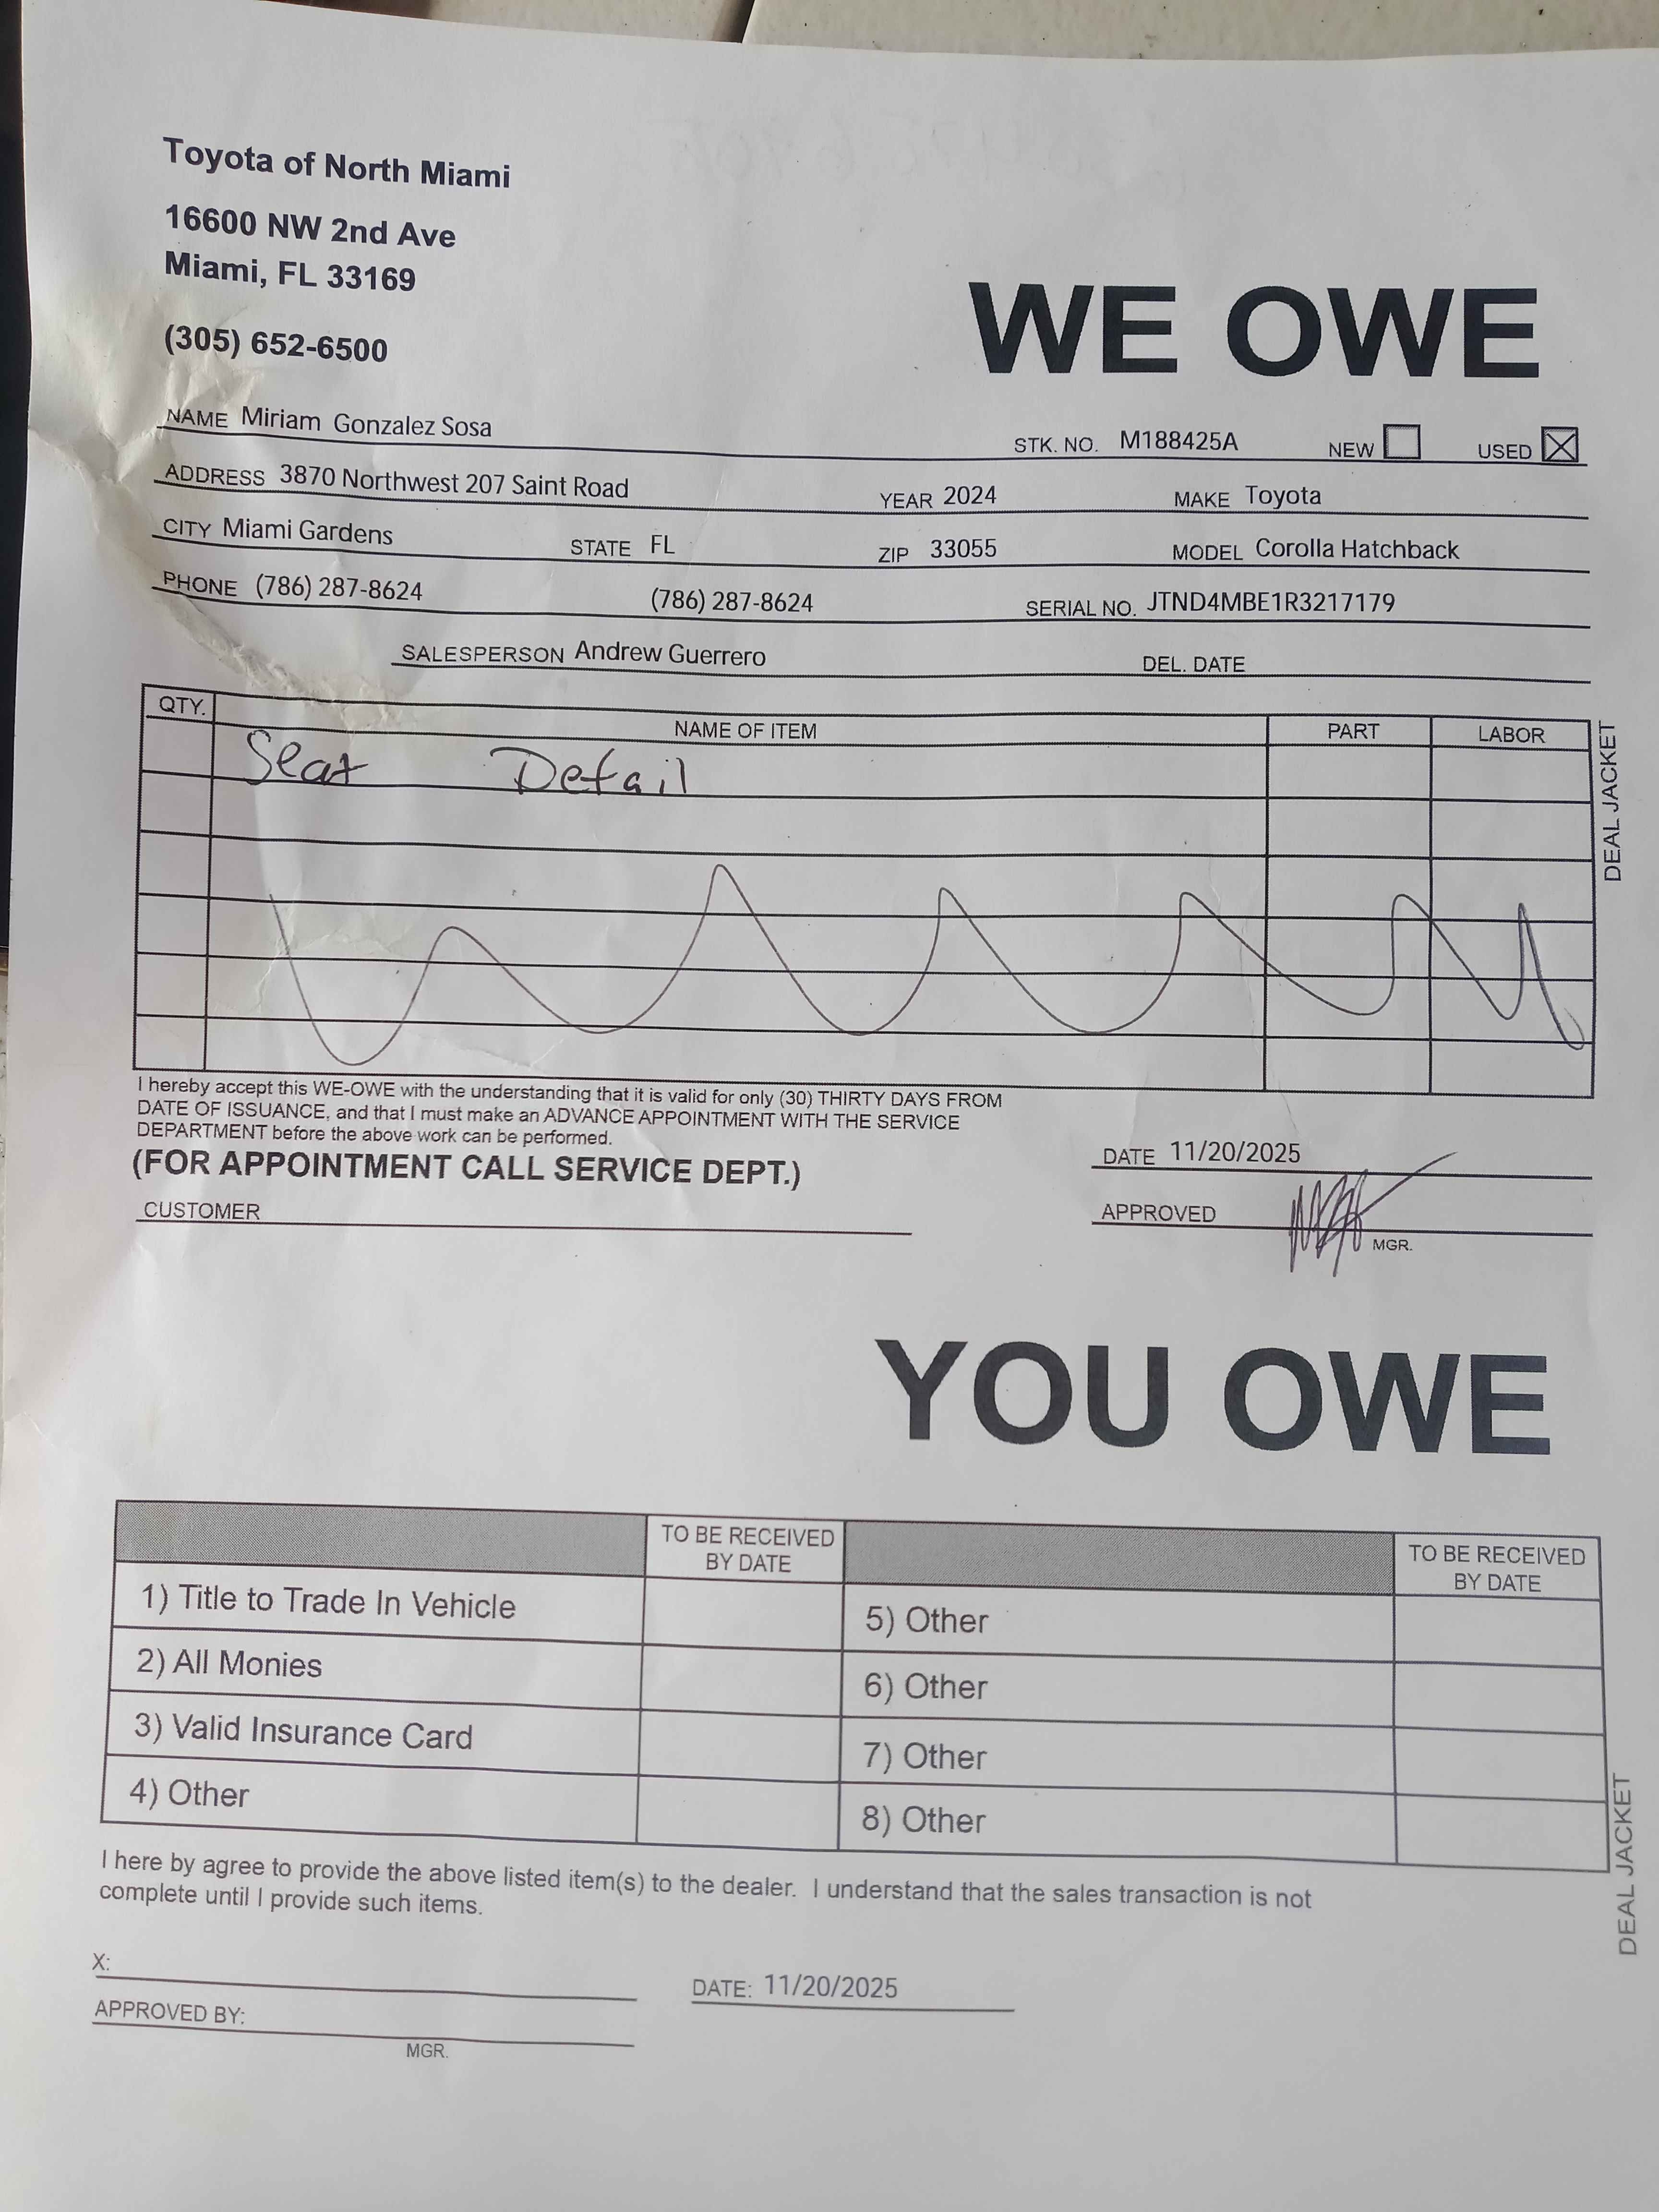 Toyota of North Miami
16600 NW 2nd Ave
Miami, FL 33169
(305) 652-6500
WE OWE
NAME Miriam Gonzalez Sosa STK. NO. M188425A NEW USED
ADDRESS 3870 Northwest 207 Saint Road YEAR 2024 MAKE Toyota
CITY Miami Gardens STATE FL ZIP 33055 MODEL Corolla Hatchback
PHONE (786) 287-8624 (786) 287-8624 SERIAL NO. JTND4MBE1R3217179
SALESPERSON Andrew Guerrero DEL. DATE
QTY. NAME OF ITEM PART LABOR
Seat Detail
DEAL JACKET
I hereby accept this WE-OWE with the understanding that it is valid for only (30) THIRTY DAYS FROM
DATE OF ISSUANCE, and that I must make an ADVANCE APPOINTMENT WITH THE SERVICE
DEPARTMENT before the above work can be performed.
(FOR APPOINTMENT CALL SERVICE DEPT.)
DATE 11/20/2025
CUSTOMER APPROVED
MGR.
YOU OWE
TO BE RECEIVED BY DATE TO BE RECEIVED BY DATE
1) Title to Trade In Vehicle 5) Other
2) All Monies 6) Other
3) Valid Insurance Card 7) Other
4) Other 8) Other
DEAL JACKET
I here by agree to provide the above listed item(s) to the dealer. I understand that the sales transaction is not
complete until I provide such items.
X: DATE: 11/20/2025
APPROVED BY:
MGR.